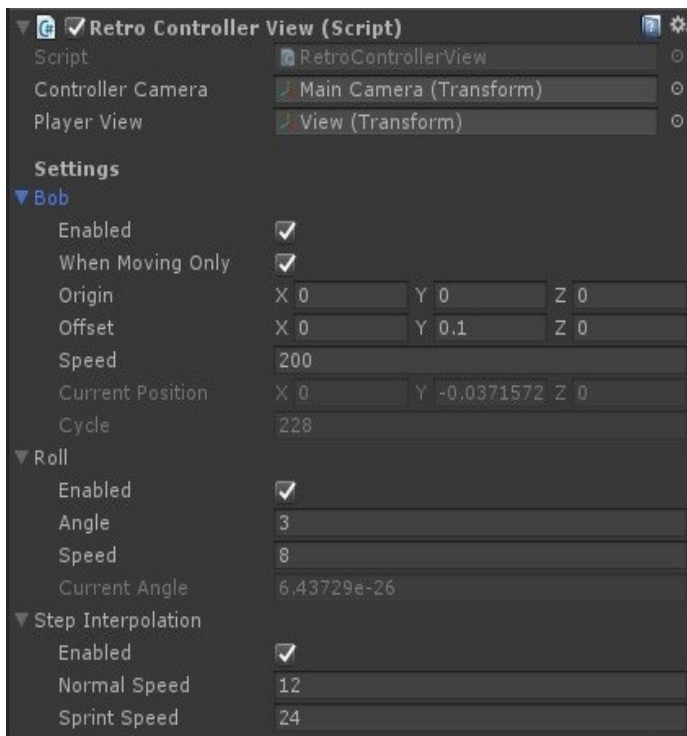 Retro Controller View (Script)
Script RetroControllerView
Controller Camera Main Camera (Transform)
Player View View (Transform)
Settings
Bob
Enabled
When Moving Only
Origin X 0 Y 0 Z 0
Offset X 0 Y 0.1 Z 0
Speed 200
Current Position X 0 Y -0.0371572 Z 0
Cycle 228
Roll
Enabled
Angle 3
Speed 8
Current Angle 6.43729e-26
Step Interpolation
Enabled
Normal Speed 12
Sprint Speed 24